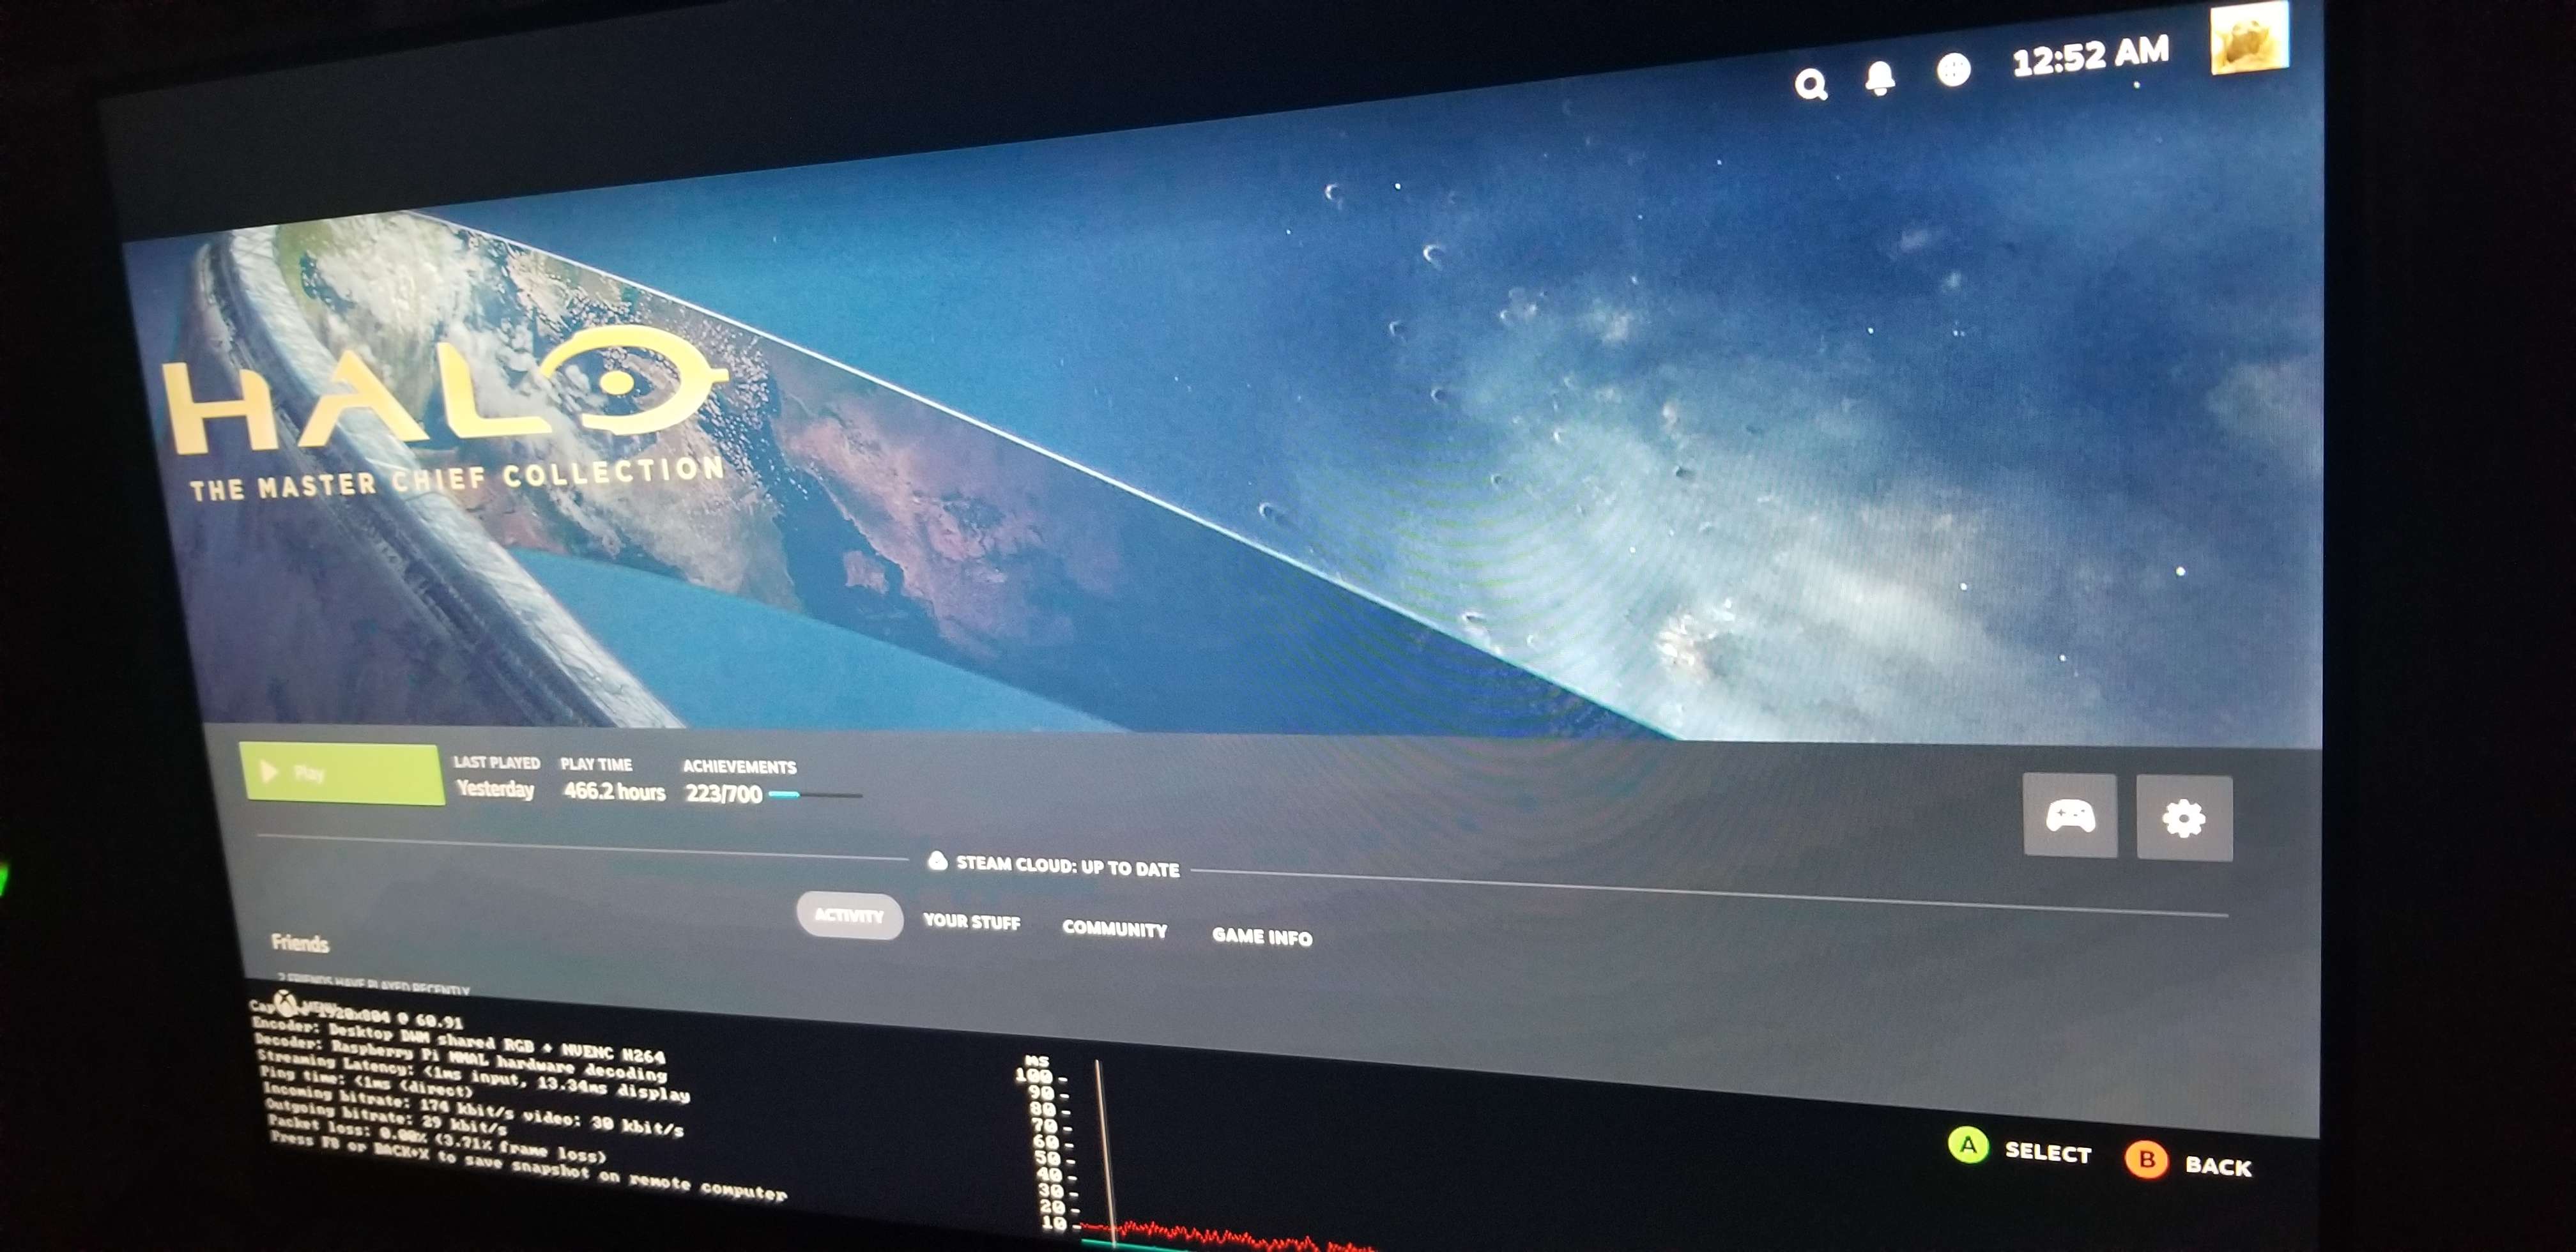 12:52 AM
HALO
THE MASTER CHIEF COLLECTION
Play
LAST PLAYED PLAY TIME ACHIEVEMENTS
Yesterday 466.2 hours 223/700
STEAM CLOUD: UP TO DATE
ACTIVITY YOUR STUFF COMMUNITY GAME INFO
Friends
2 FRIENDS HAVE PLAYED RECENTLY
MENU
@ 60.91
Encoder: Desktop DWM shared RGB + NVENC H264
Decoder: Raspberry Pi MMAL hardware decoding
Streaming Latency: <1ms input, 13.34ms display
Ping time: <1ms (direct)
Incoming bitrate: 174 kbit/s video: 30 kbit/s
Outgoing bitrate: 29 kbit/s
Packet loss: 0.00% (3.71% frame loss)
Press F8 or BACK+X to save snapshot on remote computer
ms
100
90
80
70
60
50
40
30
20
10
A SELECT B BACK